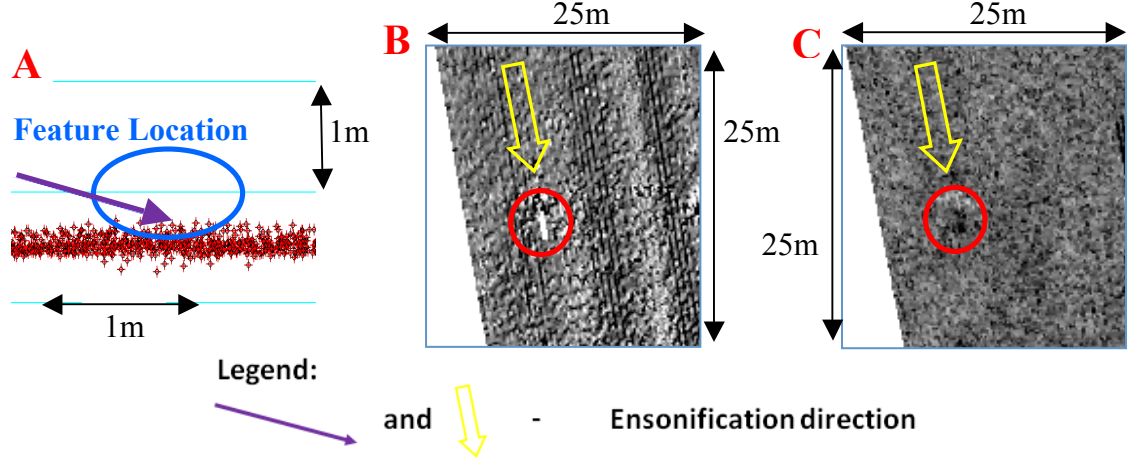 25m
25m
A
B
C
Feature Location
1m
25m
25m
1m
Legend:
and - Ensonification direction